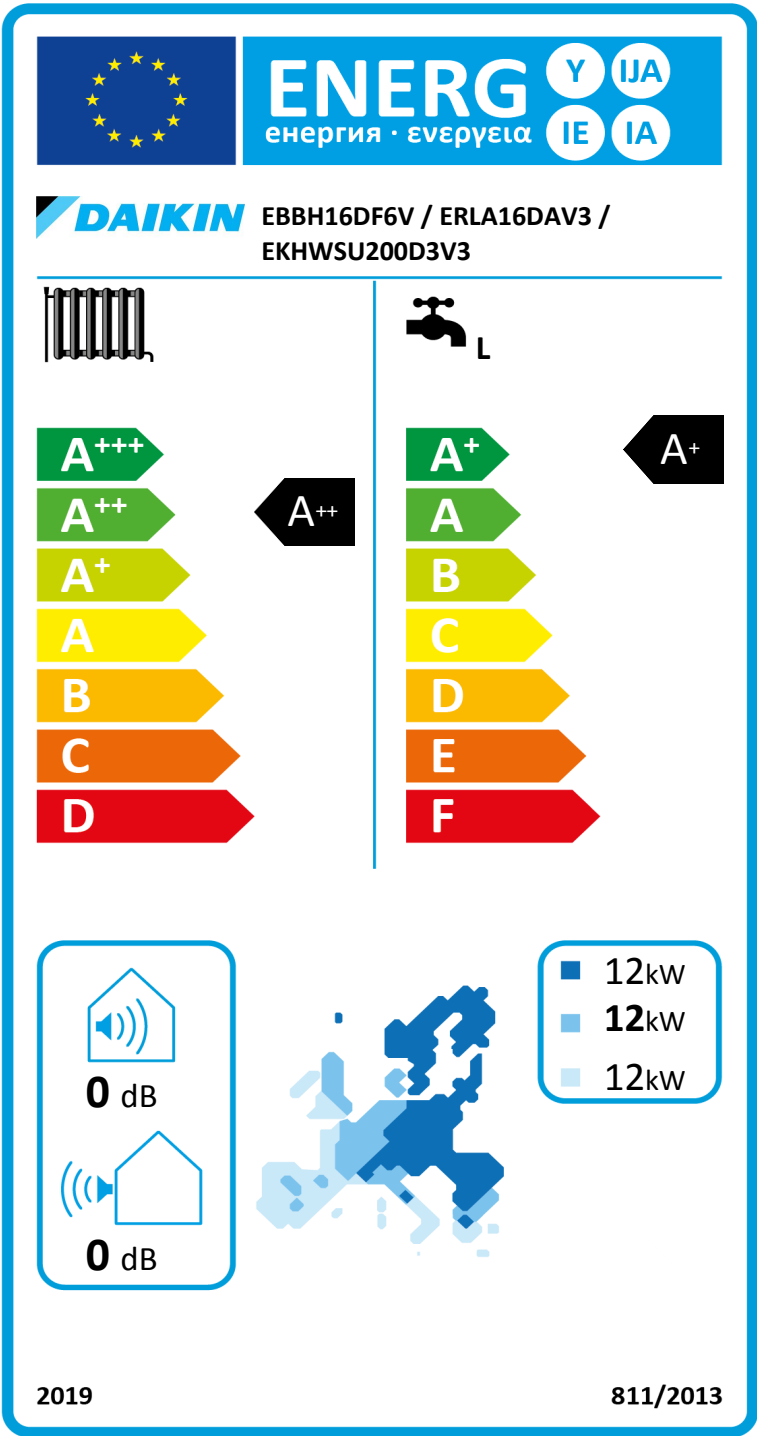 ENERG
енергия · ενεργεια
Y IJA
IE IA
DAIKIN
EBBH16DF6V / ERLA16DAV3 /
EKHWSU200D3V3
L
A+++
A++
A+
A
B
C
D
A++
A+
A
B
C
D
E
F
A+
0 dB
0 dB
12kW
12kW
12kW
2019
811/2013